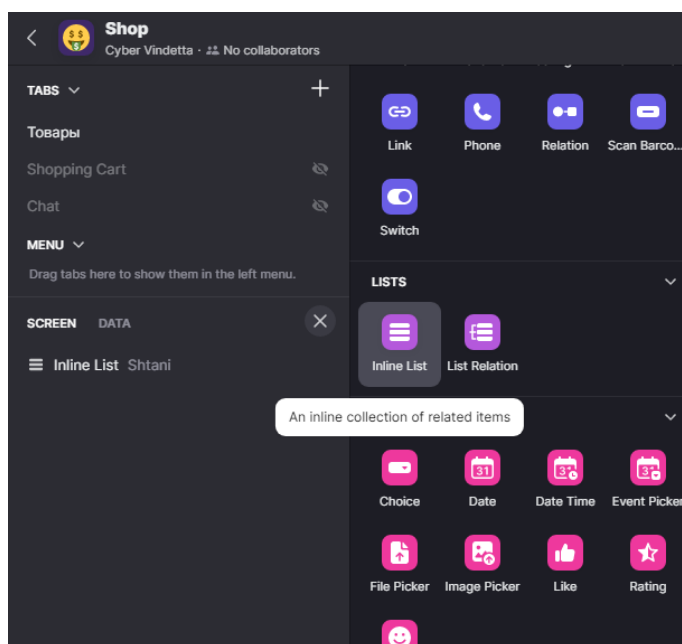 Shop
Cyber Vindetta · No collaborators
TABS
Товары
Shopping Cart
Chat
MENU
Drag tabs here to show them in the left menu.
SCREEN DATA
Inline List Shtani
Link Phone Relation Scan Barco...
Switch
LISTS
Inline List List Relation
An inline collection of related items
Choice Date Date Time Event Picker
File Picker Image Picker Like Rating